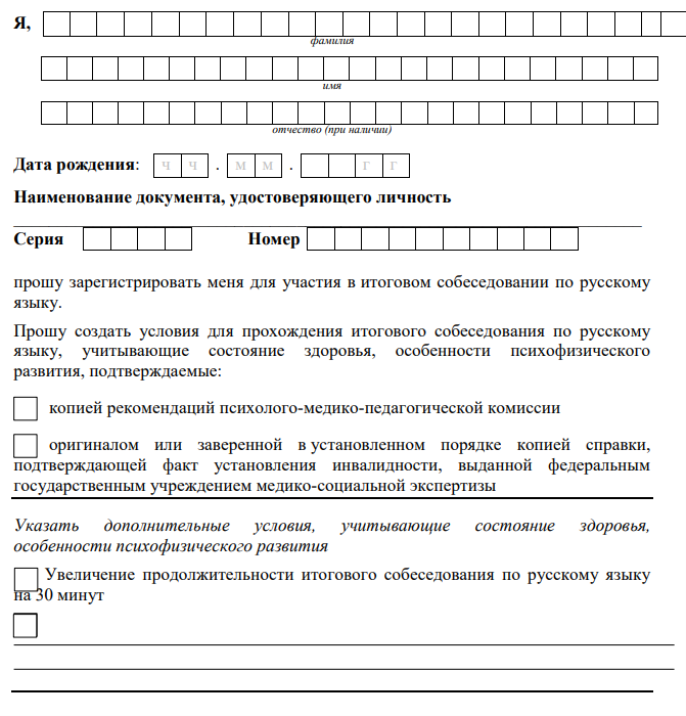 Я,
фамилия
имя
отчество (при наличии)
Дата рождения: ч ч . м м . г г
Наименование документа, удостоверяющего личность
Серия Номер
прошу зарегистрировать меня для участия в итоговом собеседовании по русскому
языку.
Прошу создать условия для прохождения итогового собеседования по русскому
языку, учитывающие состояние здоровья, особенности психофизического
развития, подтверждаемые:
копией рекомендаций психолого-медико-педагогической комиссии
оригиналом или заверенной в установленном порядке копией справки,
подтверждающей факт установления инвалидности, выданной федеральным
государственным учреждением медико-социальной экспертизы
Указать дополнительные условия, учитывающие состояние здоровья,
особенности психофизического развития
Увеличение продолжительности итогового собеседования по русскому языку
на 30 минут